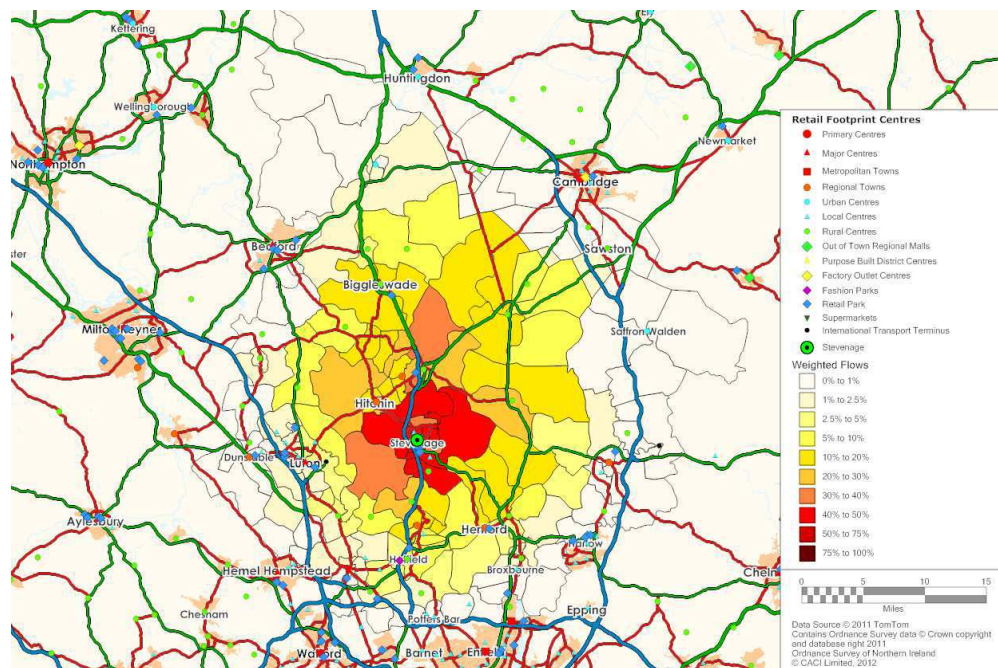 Kettering
Ely
Huntingdon
Wellingborough
Newmarket
Northampton
Cambridge
Bedford
Sawston
ster
Biggleswade
Milton Keynes
Saffron Walden
Hitchin
Stevenage
Dunstable
Luton
Aylesbury
Hertford
Harlow
Hatfield
Hemel Hempstead
Broxbourne
Chesham
Potters Bar
Epping
Chelm
Watford
Barnet
Enfield
Retail Footprint Centres
Primary Centres
Major Centres
Metropolitan Towns
Regional Towns
Urban Centres
Local Centres
Rural Centres
Out of Town Regional Malls
Purpose Built District Centres
Factory Outlet Centres
Fashion Parks
Retail Park
Supermarkets
International Transport Terminus
Stevenage
Weighted Flows
0% to 1%
1% to 2.5%
2.5% to 5%
5% to 10%
10% to 20%
20% to 30%
30% to 40%
40% to 50%
50% to 75%
75% to 100%
0 5 10 15
Miles
Data Source © 2011 TomTom
Contains Ordnance Survey data © Crown copyright
and database right 2011
Ordnance Survey of Northern Ireland
© CACI Limited, 2012